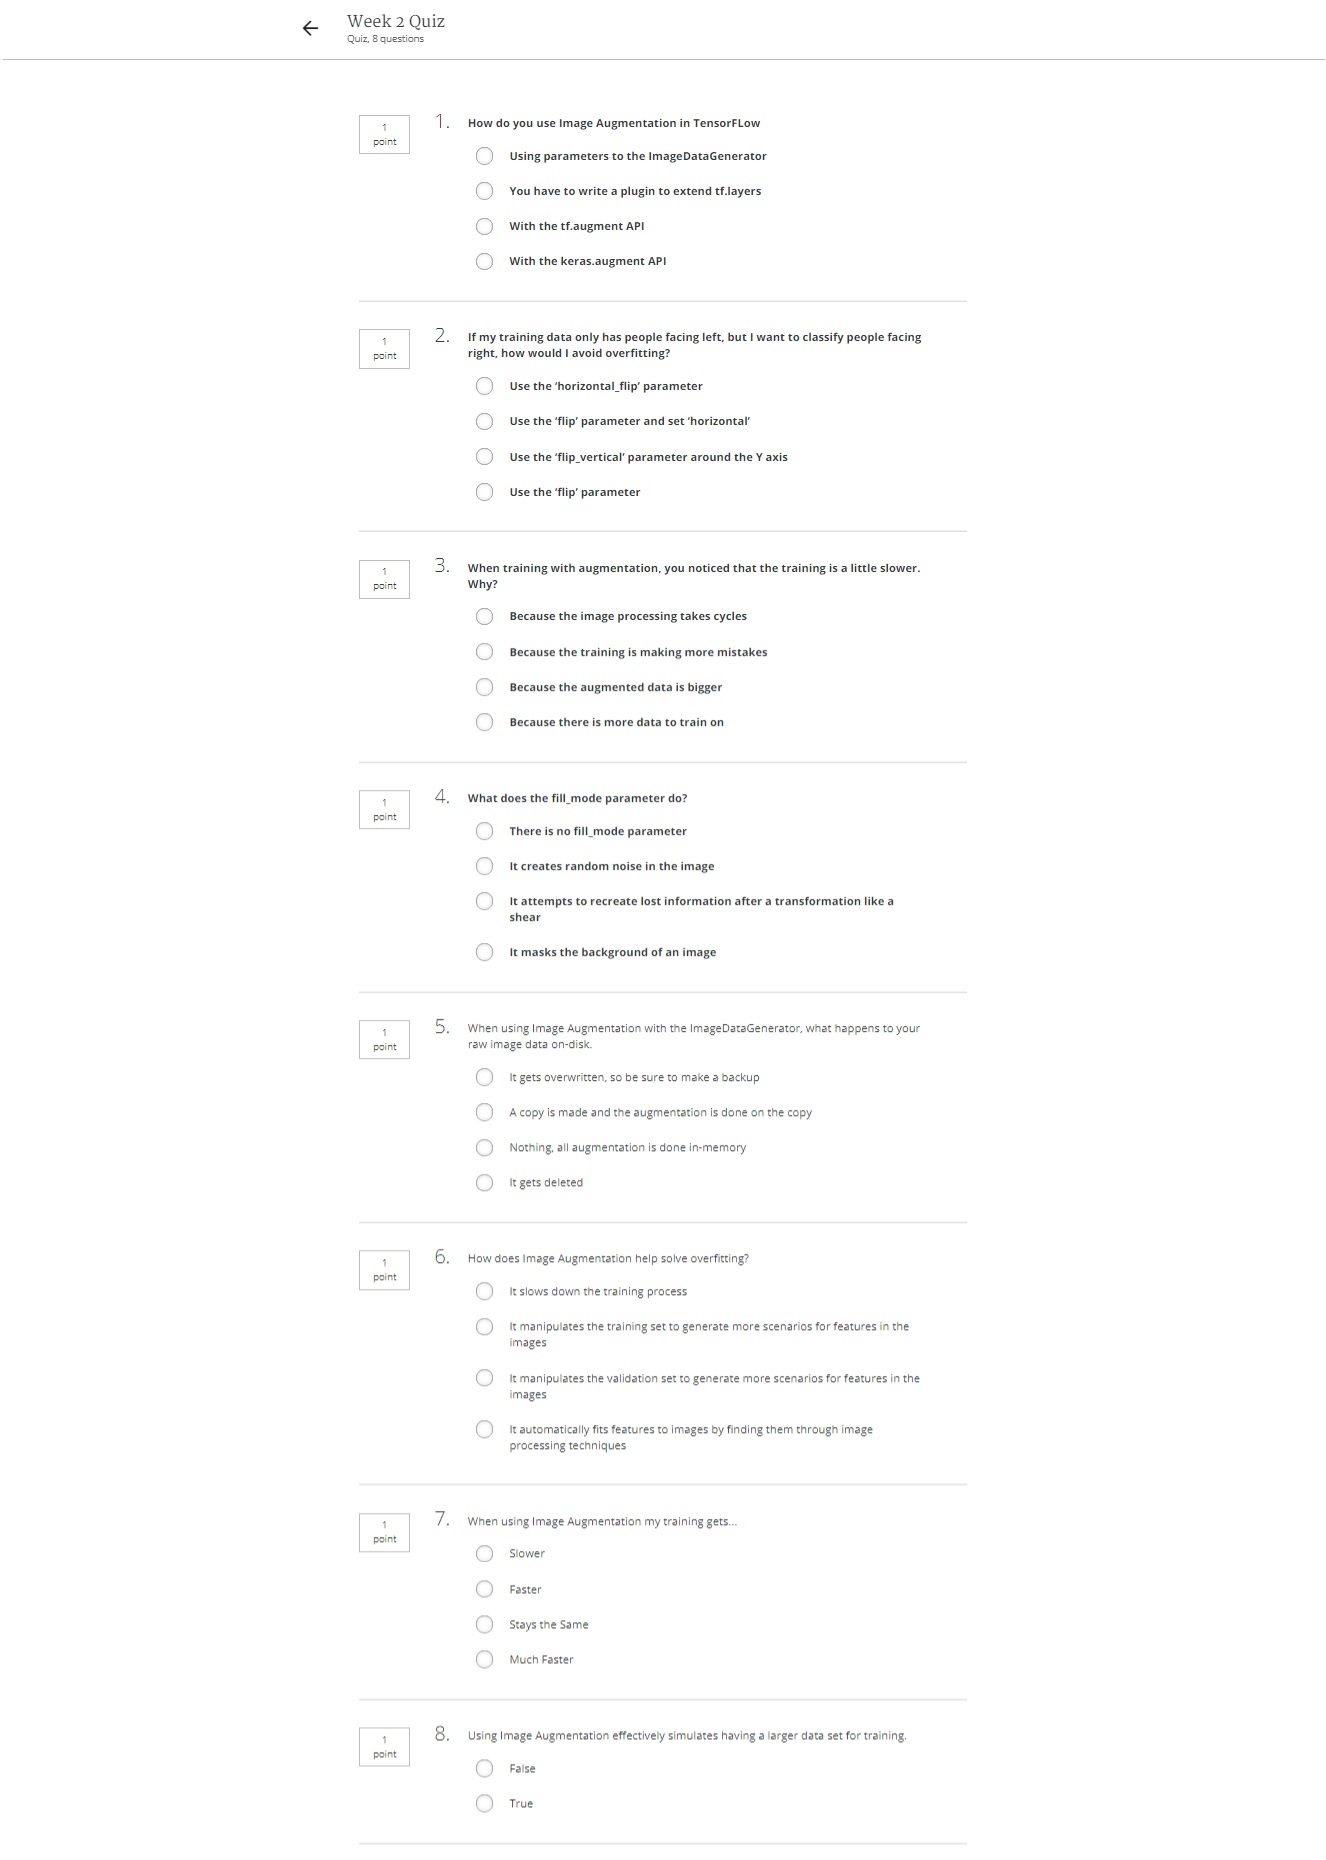 Week 2 Quiz
Quiz, 8 questions
1
point
1.
How do you use Image Augmentation in TensorFLow
Using parameters to the ImageDataGenerator
You have to write a plugin to extend tf.layers
With the tf.augment API
With the keras.augment API
1
point
2.
If my training data only has people facing left, but I want to classify people facing
right, how would I avoid overfitting?
Use the ‘horizontal_flip’ parameter
Use the ‘flip’ parameter and set ‘horizontal’
Use the ‘flip_vertical’ parameter around the Y axis
Use the ‘flip’ parameter
1
point
3.
When training with augmentation, you noticed that the training is a little slower.
Why?
Because the image processing takes cycles
Because the training is making more mistakes
Because the augmented data is bigger
Because there is more data to train on
1
point
4.
What does the fill_mode parameter do?
There is no fill_mode parameter
It creates random noise in the image
It attempts to recreate lost information after a transformation like a
shear
It masks the background of an image
1
point
5.
When using Image Augmentation with the ImageDataGenerator, what happens to your
raw image data on-disk.
It gets overwritten, so be sure to make a backup
A copy is made and the augmentation is done on the copy
Nothing, all augmentation is done in-memory
It gets deleted
1
point
6.
How does Image Augmentation help solve overfitting?
It slows down the training process
It manipulates the training set to generate more scenarios for features in the
images
It manipulates the validation set to generate more scenarios for features in the
images
It automatically fits features to images by finding them through image
processing techniques
1
point
7.
When using Image Augmentation my training gets...
Slower
Faster
Stays the Same
Much Faster
1
point
8.
Using Image Augmentation effectively simulates having a larger data set for training.
False
True